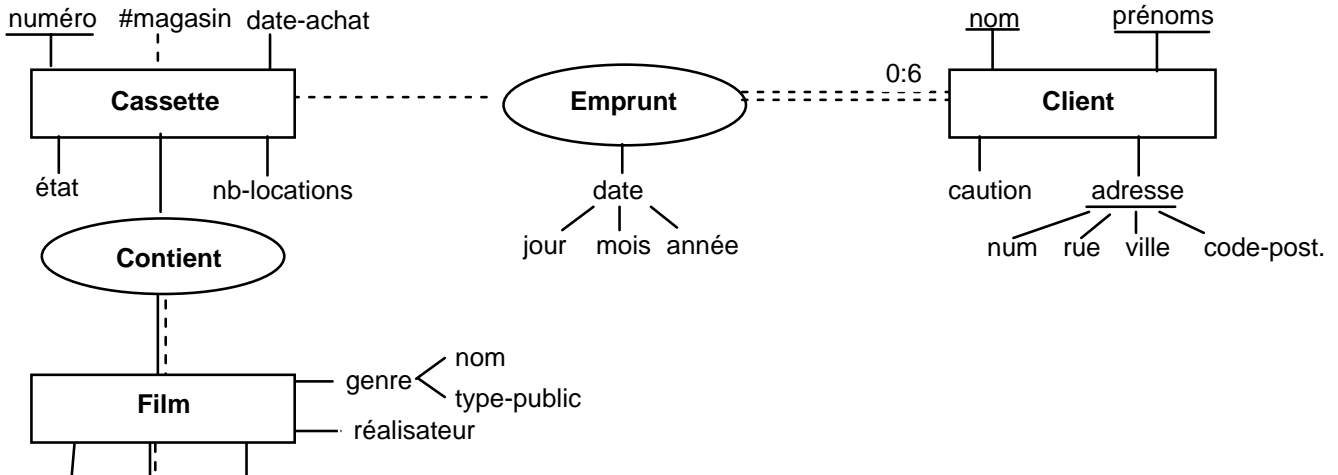 numéro #magasin date-achat nom prénoms
0:6
Cassette Emprunt Client
état nb-locations date caution adresse
jour mois année num rue ville code-post.
Contient
nom
genre
type-public
Film
réalisateur